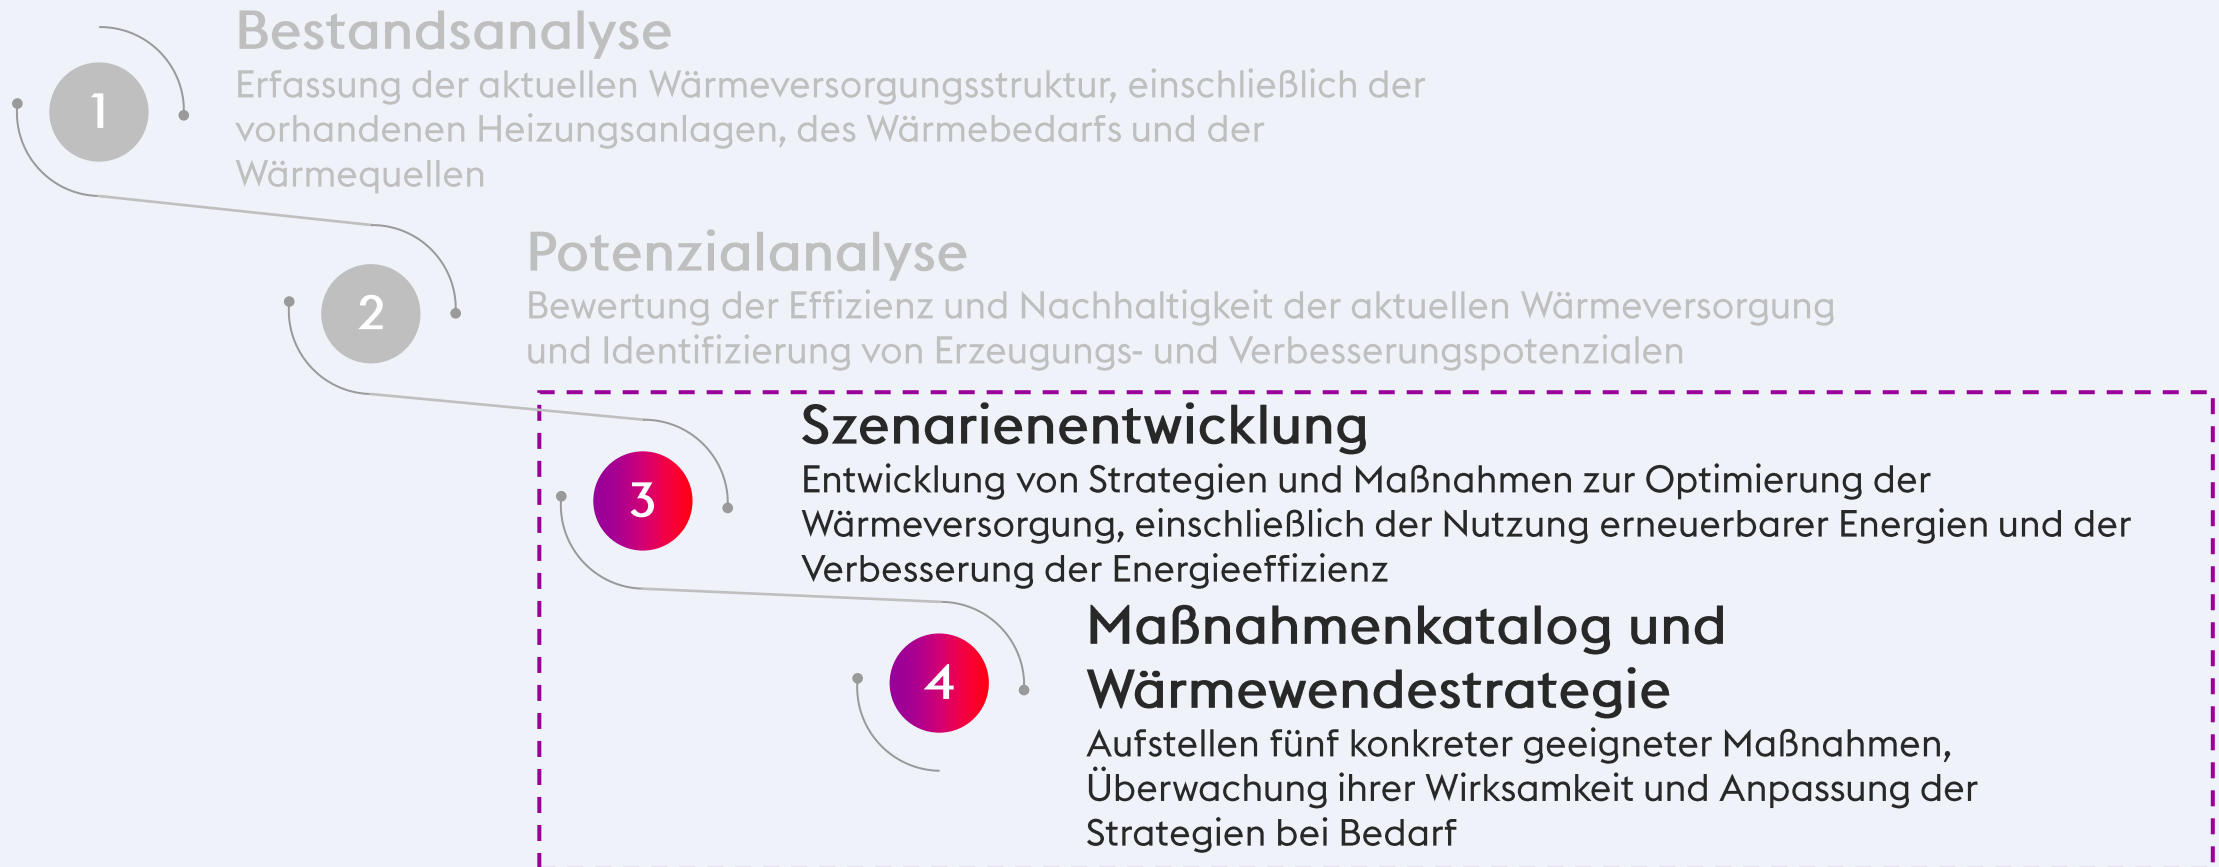 Bestandsanalyse
Erfassung der aktuellen Wärmeversorgungsstruktur, einschließlich der
vorhandenen Heizungsanlagen, des Wärmebedarfs und der
Wärmequellen
1
Potenzialanalyse
Bewertung der Effizienz und Nachhaltigkeit der aktuellen Wärmeversorgung
und Identifizierung von Erzeugungs- und Verbesserungspotenzialen
2
Szenarienentwicklung
Entwicklung von Strategien und Maßnahmen zur Optimierung der
Wärmeversorgung, einschließlich der Nutzung erneuerbarer Energien und der
Verbesserung der Energieeffizienz
3
Maßnahmenkatalog und
Wärmewendestrategie
Aufstellen fünf konkreter geeigneter Maßnahmen,
Überwachung ihrer Wirksamkeit und Anpassung der
Strategien bei Bedarf
4